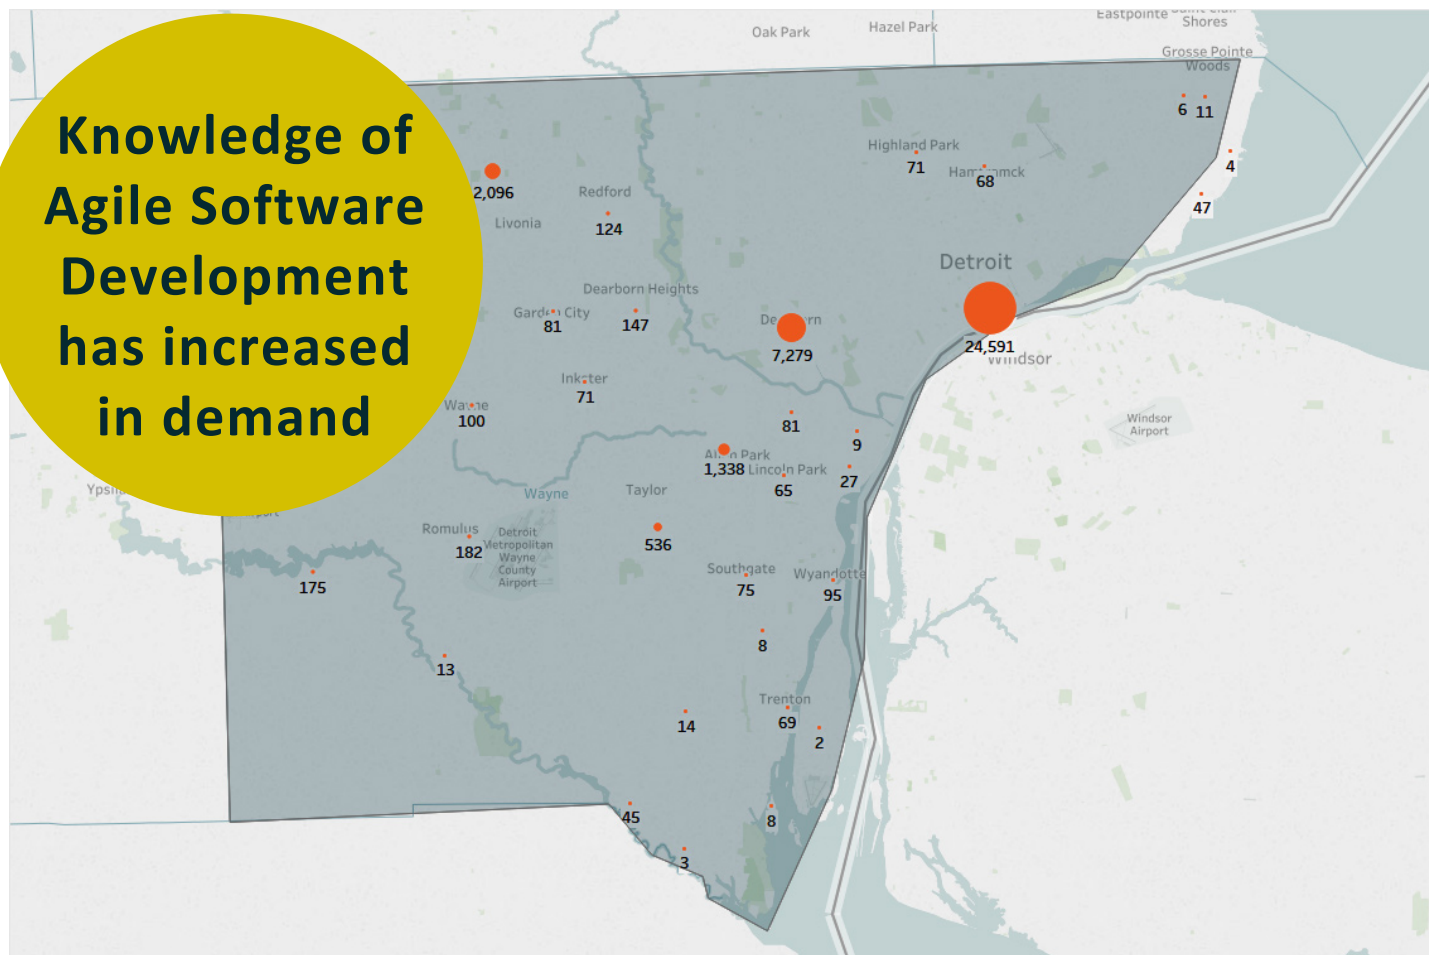 Knowledge of
Agile Software
Development
has increased
in demand
Oak Park
Hazel Park
Eastpointe
Shores
Grosse Pointe
Woods
6
11
4
47
Highland Park
71
68
2,096
Redford
124
Livonia
Detroit
24,591
Windsor
Dearborn Heights
147
81
7,279
Inkster
71
Wayne
100
81
9
Windsor
Airport
1,338
Lincoln Park
65
27
Wayne
Taylor
536
Romulus
182
Detroit
Metropolitan
Wayne
County
Airport
175
Southgate
75
Wyandotte
95
8
13
14
Trenton
69
2
45
8
3